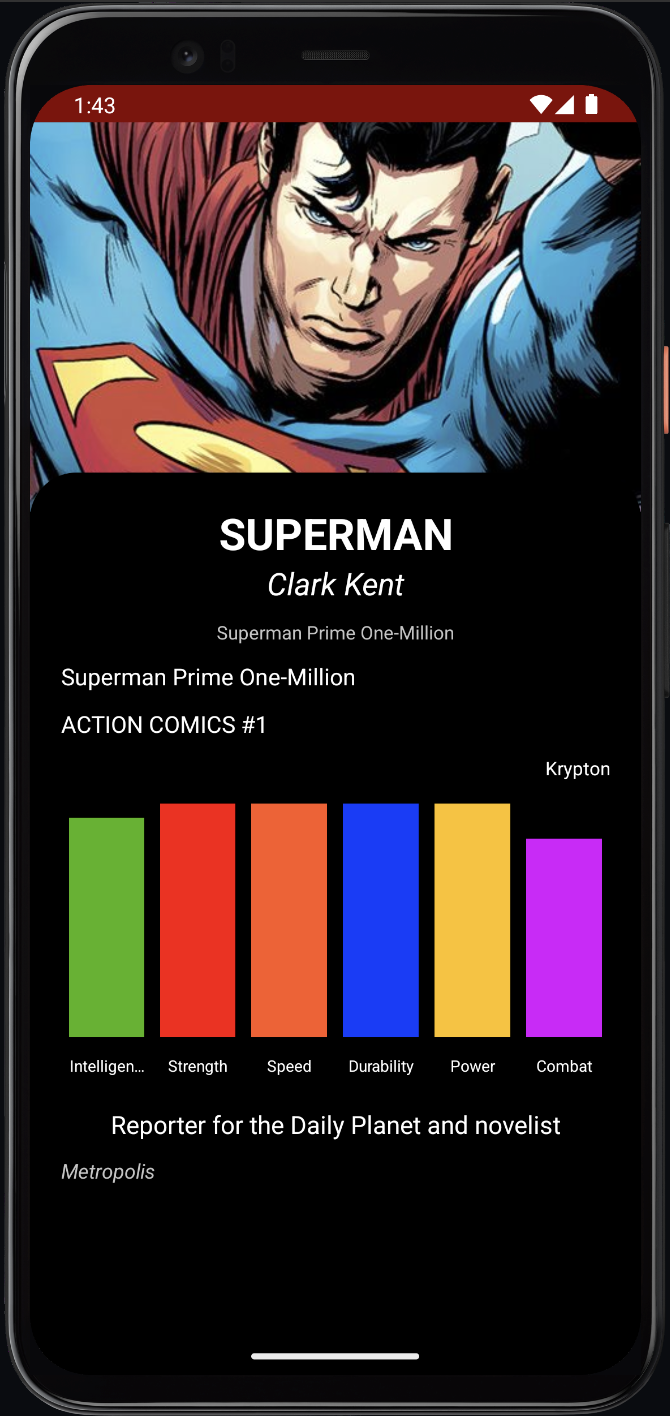 1:43
SUPERMAN
Clark Kent
Superman Prime One-Million
Superman Prime One-Million
ACTION COMICS #1
Krypton
Intelligen... Strength Speed Durability Power Combat
Reporter for the Daily Planet and novelist
Metropolis